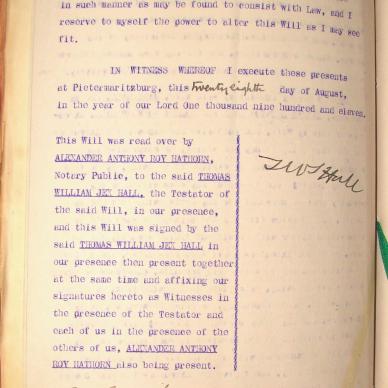 in such manner as may be found to consist with Law, and I
reserve to myself the power to alter this Will as I may see
fit.
IN WITNESS WHEREOF I execute these presents
at Pietermaritzburg, this Twentyeighth day of August,
in the year of our Lord One thousand nine hundred and eleven.
This Will was read over by
ALEXANDER ANTHONY ROY HATHORN,
Notary Public, to the said THOMAS
WILLIAM JEX HALL, the Testator of
the said Will, in our presence,
and this Will was signed by the
said THOMAS WILLIAM JEX HALL in
our presence then present together
at the same time and affixing our
signatures hereto as Witnesses in
the presence of the Testator and
each of us in the presence of the
others of us, ALEXANDER ANTHONY
ROY HATHORN also being present.
TWJ Hall